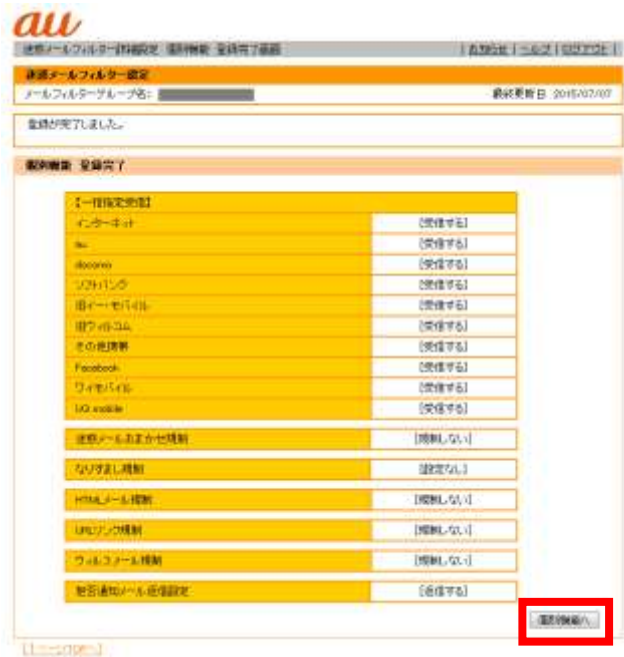 au
迷惑メールフィルター詳細設定 個別機能 登録完了画面 | お知らせ | ヘルプ | ログアウト |
迷惑メールフィルター設定
メールフィルターグループ名: 最終更新日 2015/07/07
登録が完了しました。
個別機能 登録完了
【一括指定受信】
インターネット [受信する]
au [受信する]
docomo [受信する]
ソフトバンク [受信する]
旧イー・モバイル [受信する]
旧ウィルコム [受信する]
その他携帯 [受信する]
Facebook [受信する]
ワイモバイル [受信する]
UQ mobile [受信する]
迷惑メールおまかせ規制 [規制しない]
なりすまし規制 [設定なし]
HTMLメール規制 [規制しない]
URLリンク規制 [規制しない]
ウィルスメール規制 [規制しない]
拒否通知メール返信設定 [返信する]
個別機能へ